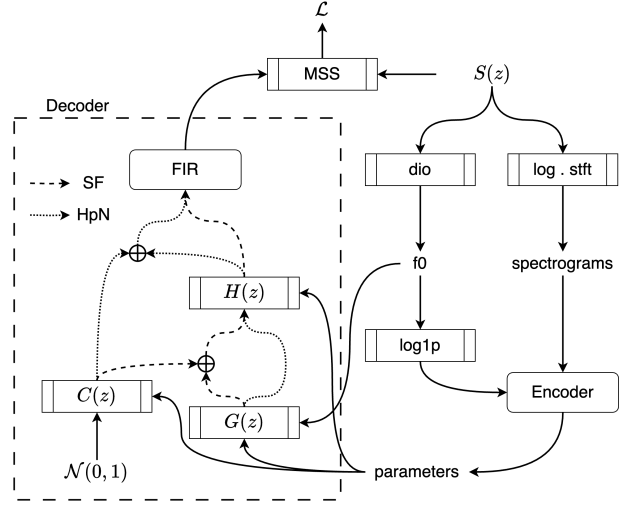 ℒ
MSS
S(z)
Decoder
FIR
dio
log . stft
SF
HpN
f0
spectrograms
H(z)
log1p
C(z)
G(z)
Encoder
𝒩(0, 1)
parameters